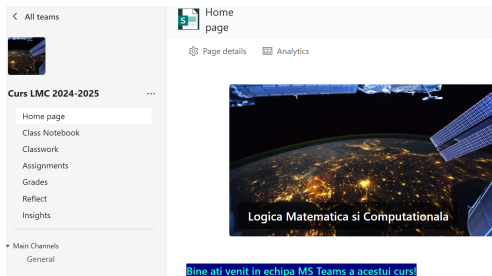 All teams
Curs LMC 2024-2025
...
Home page
Class Notebook
Classwork
Assignments
Grades
Reflect
Insights
Main Channels
General
S
Home
page
Page details
Analytics
Logica Matematica si Computationala
Bine ati venit in echipa MS Teams a acestui curs!